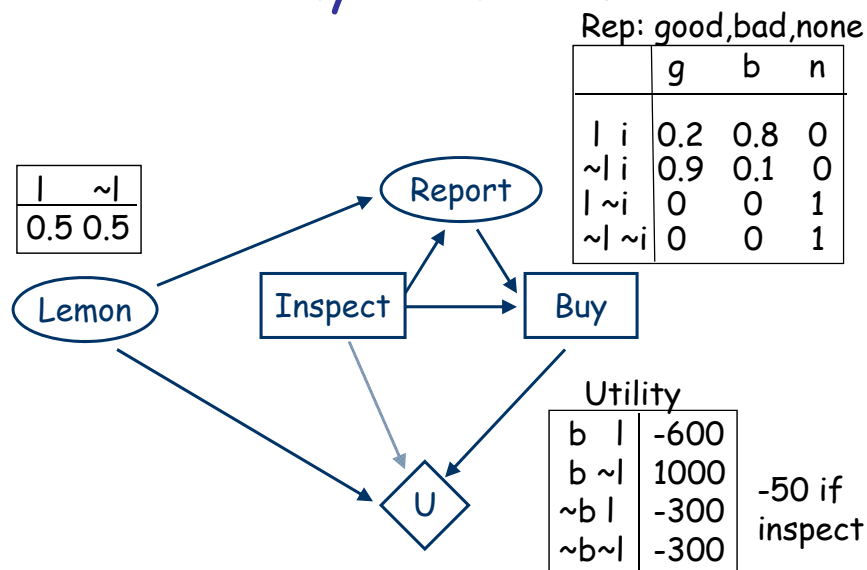 Rep: good,bad,none
g b n
l i 0.2 0.8 0
~l i 0.9 0.1 0
l ~i 0 0 1
~l ~i 0 0 1
l ~l
0.5 0.5
Report
Lemon
Inspect
Buy
U
Utility
b l -600
b ~l 1000
~b l -300
~b~l -300
-50 if
inspect